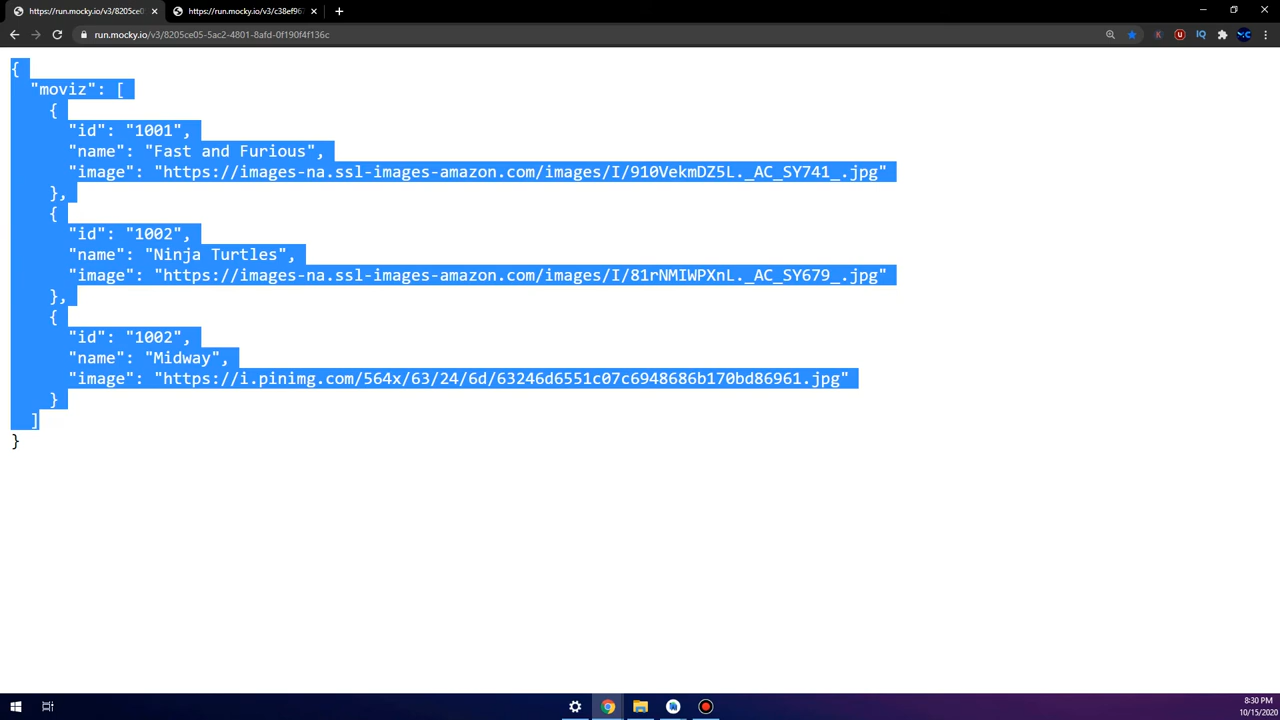 https://run.mocky.io/v3/8205ce0
https://run.mocky.io/v3/c38ef967
run.mocky.io/v3/8205ce05-5ac2-4801-8afd-0f190f4f136c
{
"moviz": [
{
"id": "1001",
"name": "Fast and Furious",
"image": "https://images-na.ssl-images-amazon.com/images/I/910VekmDZ5L._AC_SY741_.jpg"
},
{
"id": "1002",
"name": "Ninja Turtles",
"image": "https://images-na.ssl-images-amazon.com/images/I/81rNMIWPXnL._AC_SY679_.jpg"
},
{
"id": "1002",
"name": "Midway",
"image": "https://i.pinimg.com/564x/63/24/6d/63246d6551c07c6948686b170bd86961.jpg"
}
]
}
8:30 PM
10/15/2020